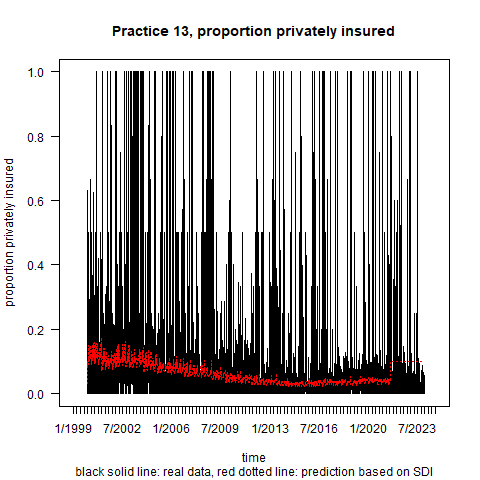 Practice 13, proportion privately insured
proportion privately insured
1.0
0.8
0.6
0.4
0.2
0.0
1/1999 7/2002 1/2006 7/2009 1/2013 7/2016 1/2020 7/2023
time
black solid line: real data, red dotted line: prediction based on SDI